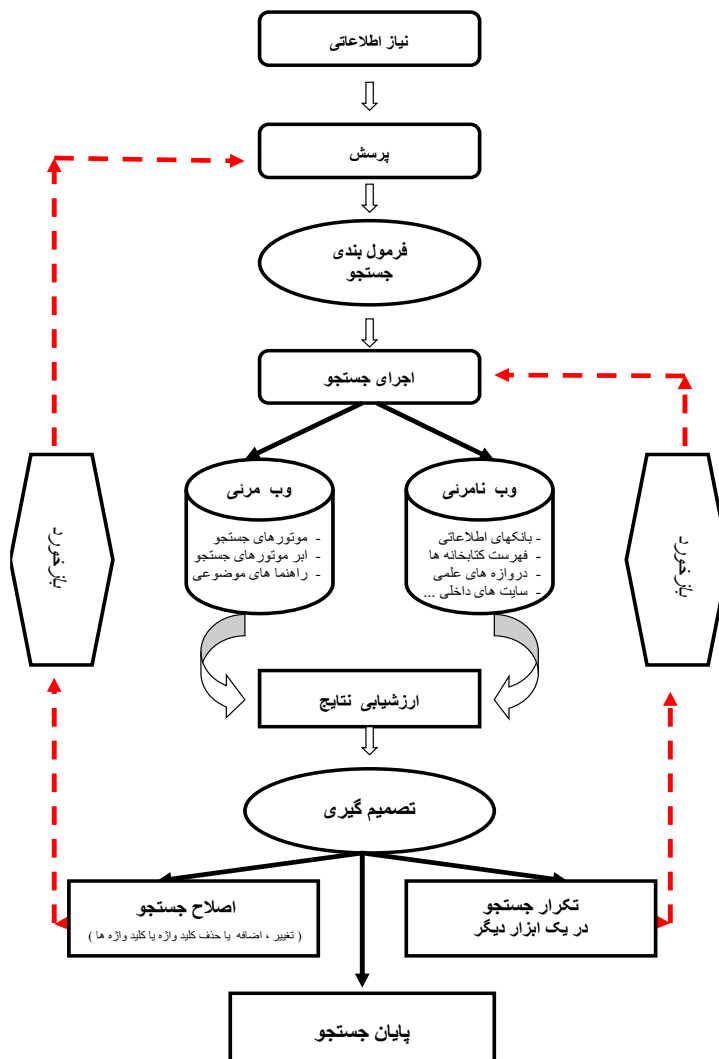 نیاز اطلاعاتی
پرسش
فرمول بندی
جستجو
اجرای جستجو
وب نامرئی
- بانکهای اطلاعاتی
- فهرست کتابخانه ها
- دروازه های علمی
- سایت های داخلی ...
وب مرئی
- موتورهای جستجو
- ابر موتورهای جستجو
- راهنما های موضوعی
بازخورد
بازخورد
ارزشیابی نتایج
تصمیم گیری
تکرار جستجو
در یک ابزار دیگر
اصلاح جستجو
( تغییر ، اضافه یا حذف کلید واژه یا کلید واژه ها )
پایان جستجو